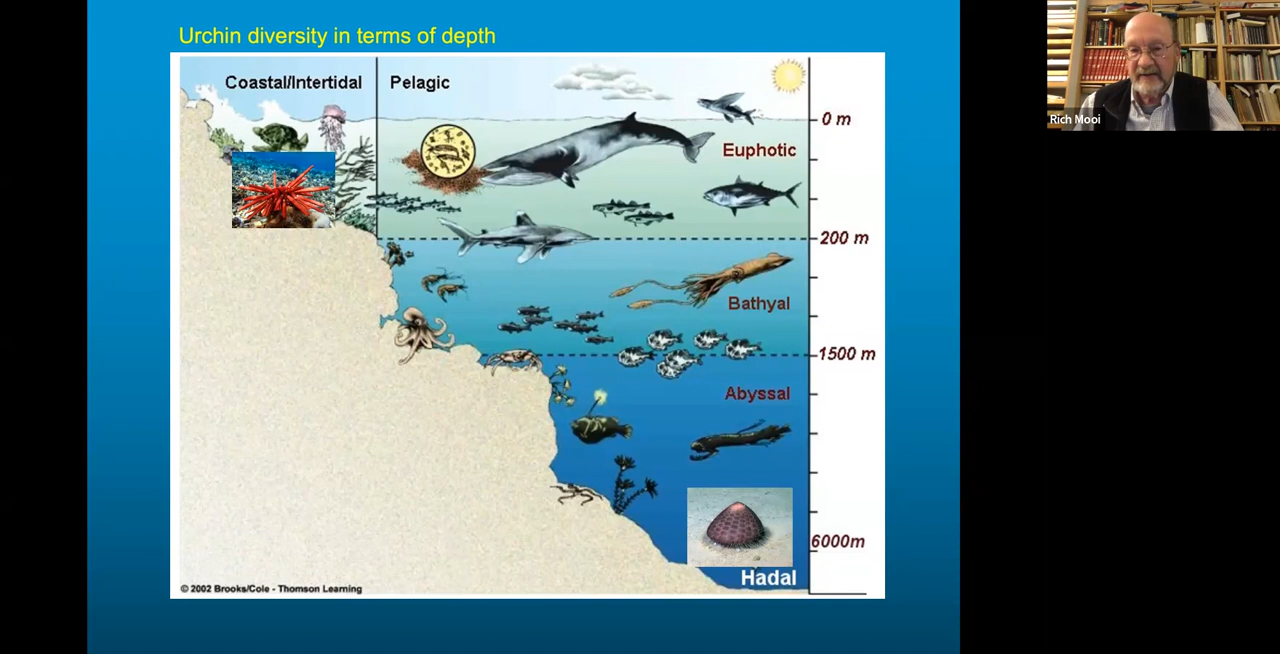 Urchin diversity in terms of depth
Coastal/Intertidal
Pelagic
0 m
Euphotic
200 m
Bathyal
1500 m
Abyssal
6000m
Hadal
© 2002 Brooks/Cole - Thomson Learning
Rich Mooi